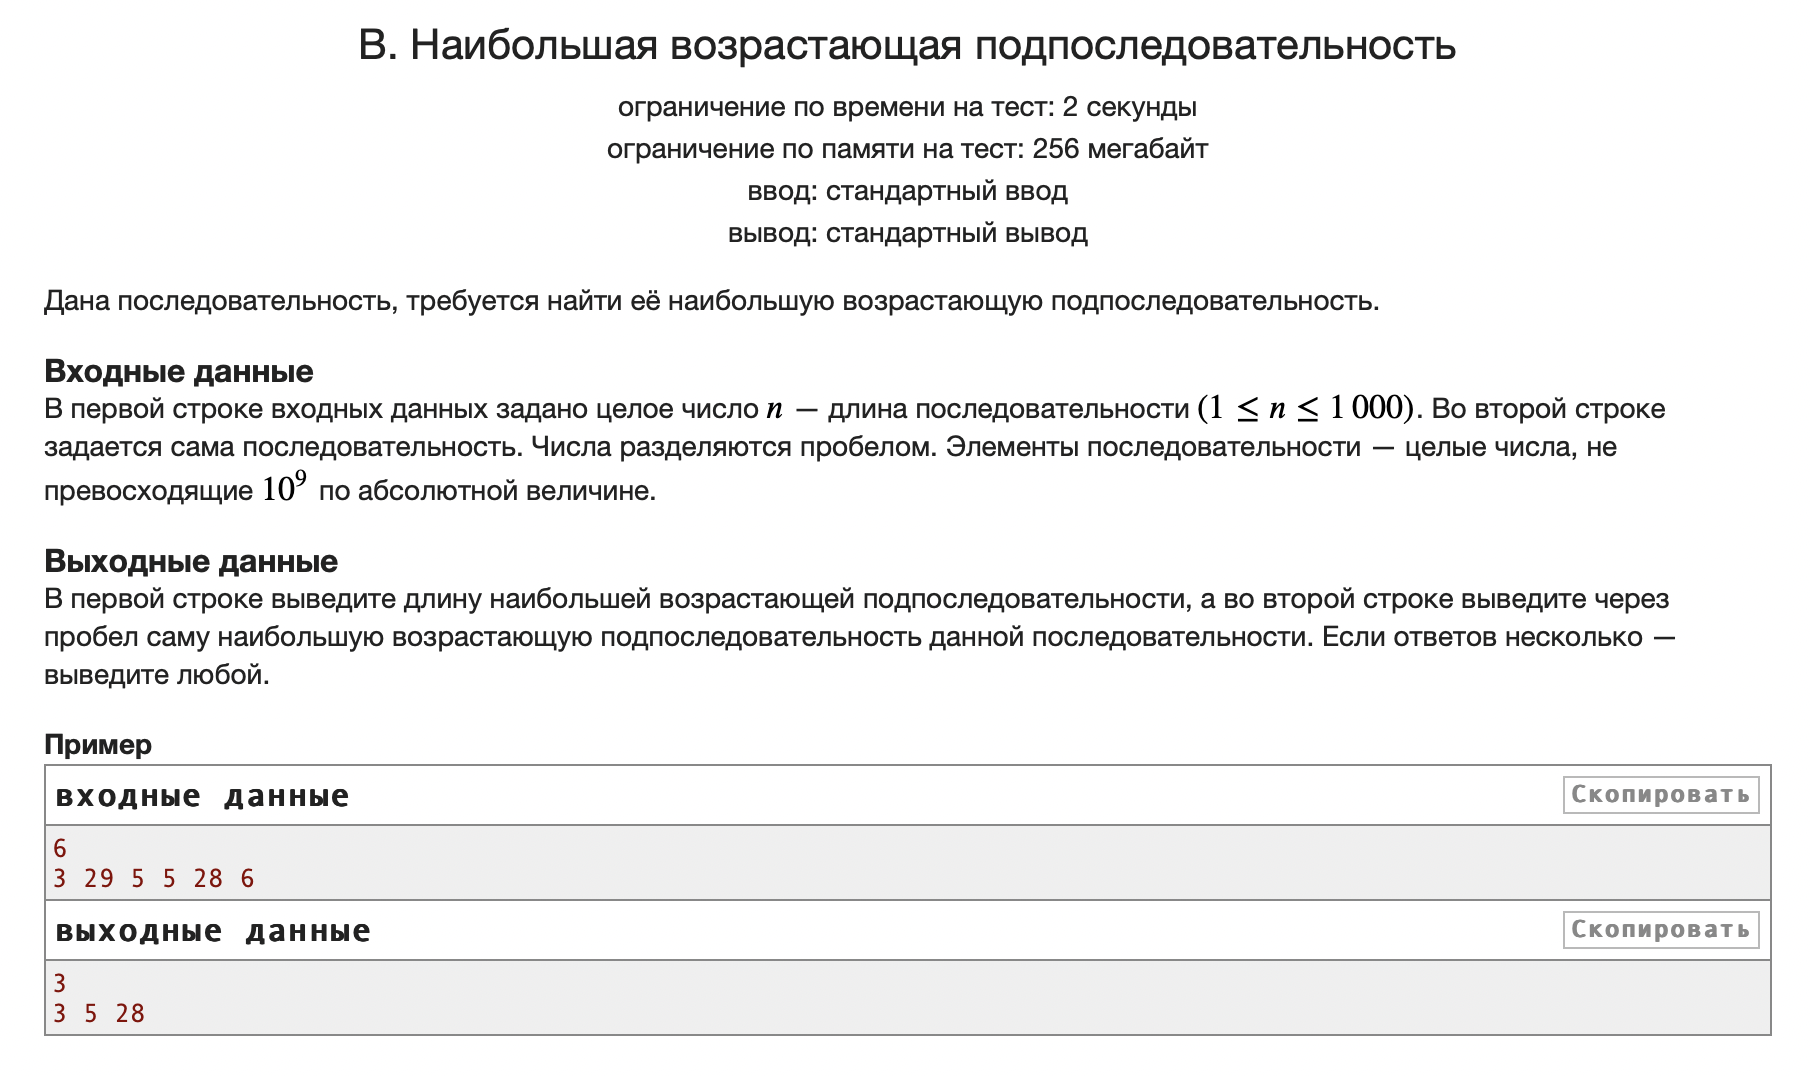 В. Наибольшая возрастающая подпоследовательность
ограничение по времени на тест: 2 секунды
ограничение по памяти на тест: 256 мегабайт
ввод: стандартный ввод
вывод: стандартный вывод
Дана последовательность, требуется найти её наибольшую возрастающую подпоследовательность.
Входные данные
В первой строке входных данных задано целое число n — длина последовательности (1 ≤ n ≤ 1 000). Во второй строке
задается сама последовательность. Числа разделяются пробелом. Элементы последовательности — целые числа, не
превосходящие 10⁹ по абсолютной величине.
Выходные данные
В первой строке выведите длину наибольшей возрастающей подпоследовательности, а во второй строке выведите через
пробел саму наибольшую возрастающую подпоследовательность данной последовательности. Если ответов несколько —
выведите любой.
Пример
входные данные
Скопировать
6
3 29 5 5 28 6
выходные данные
Скопировать
3
3 5 28